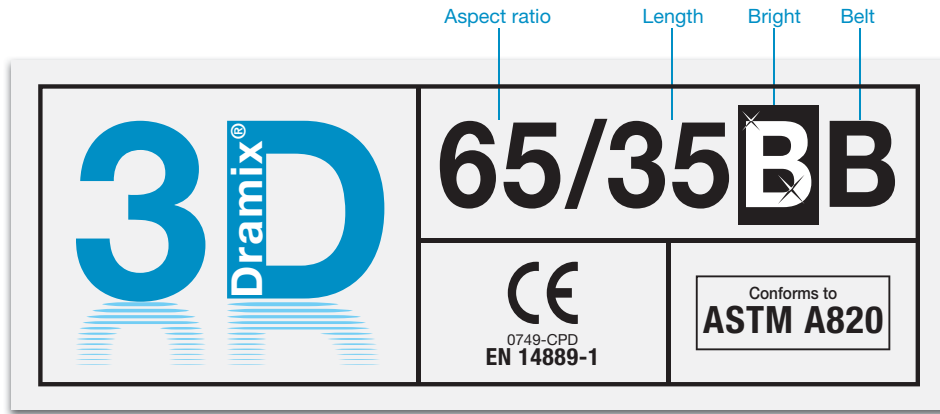 Aspect ratio Length Bright Belt
3D Dramix®
65/35BB
CE
0749-CPD
EN 14889-1
Conforms to
ASTM A820